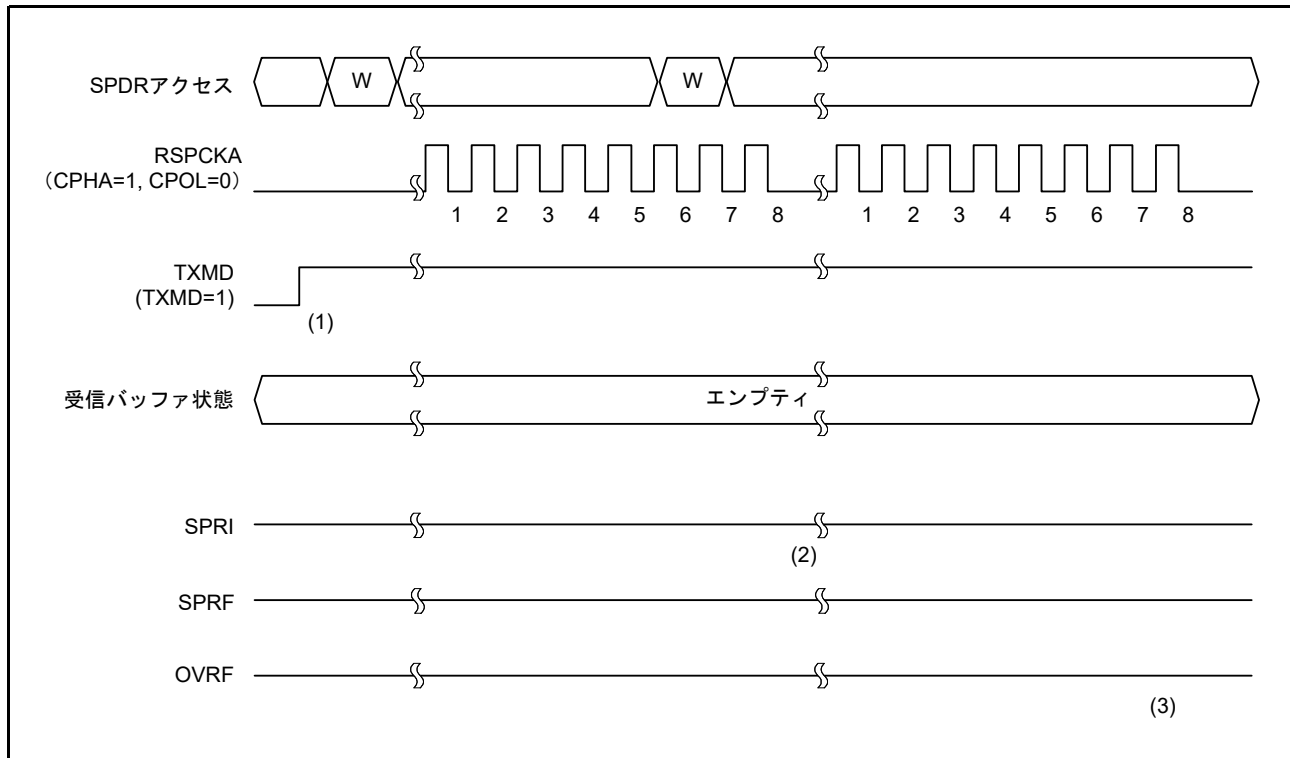 SPDRアクセス
W
W
RSPCKA
（CPHA=1, CPOL=0）
1 2 3 4 5 6 7 8
1 2 3 4 5 6 7 8
TXMD
(TXMD=1)
(1)
受信バッファ状態
エンプティ
SPRI
(2)
SPRF
OVRF
(3)